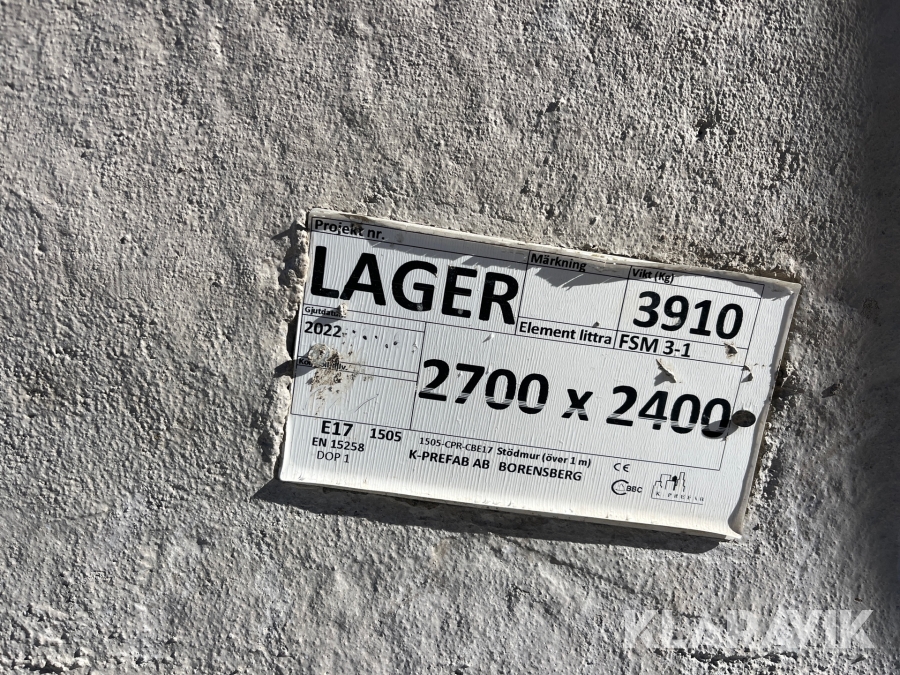 Projekt nr.
LAGER
Märkning
Vikt (Kg)
3910
Gjutdatum
2022
Element littra
FSM 3-1
2700 x 2400
E17 1505
EN 15258
DOP 1
1505-CPR-CBE17 Stödmur (över 1 m)
K-PREFAB AB BORENSBERG
CE
BBC
K-PREFAB
KLARAVIK